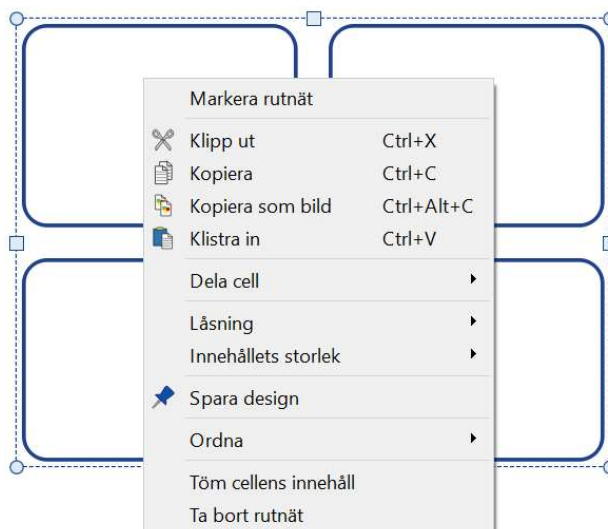 Markera rutnät
Klipp ut Ctrl+X
Kopiera Ctrl+C
Kopiera som bild Ctrl+Alt+C
Klistra in Ctrl+V
Dela cell
Låsning
Innehållets storlek
Spara design
Ordna
Töm cellens innehåll
Ta bort rutnät